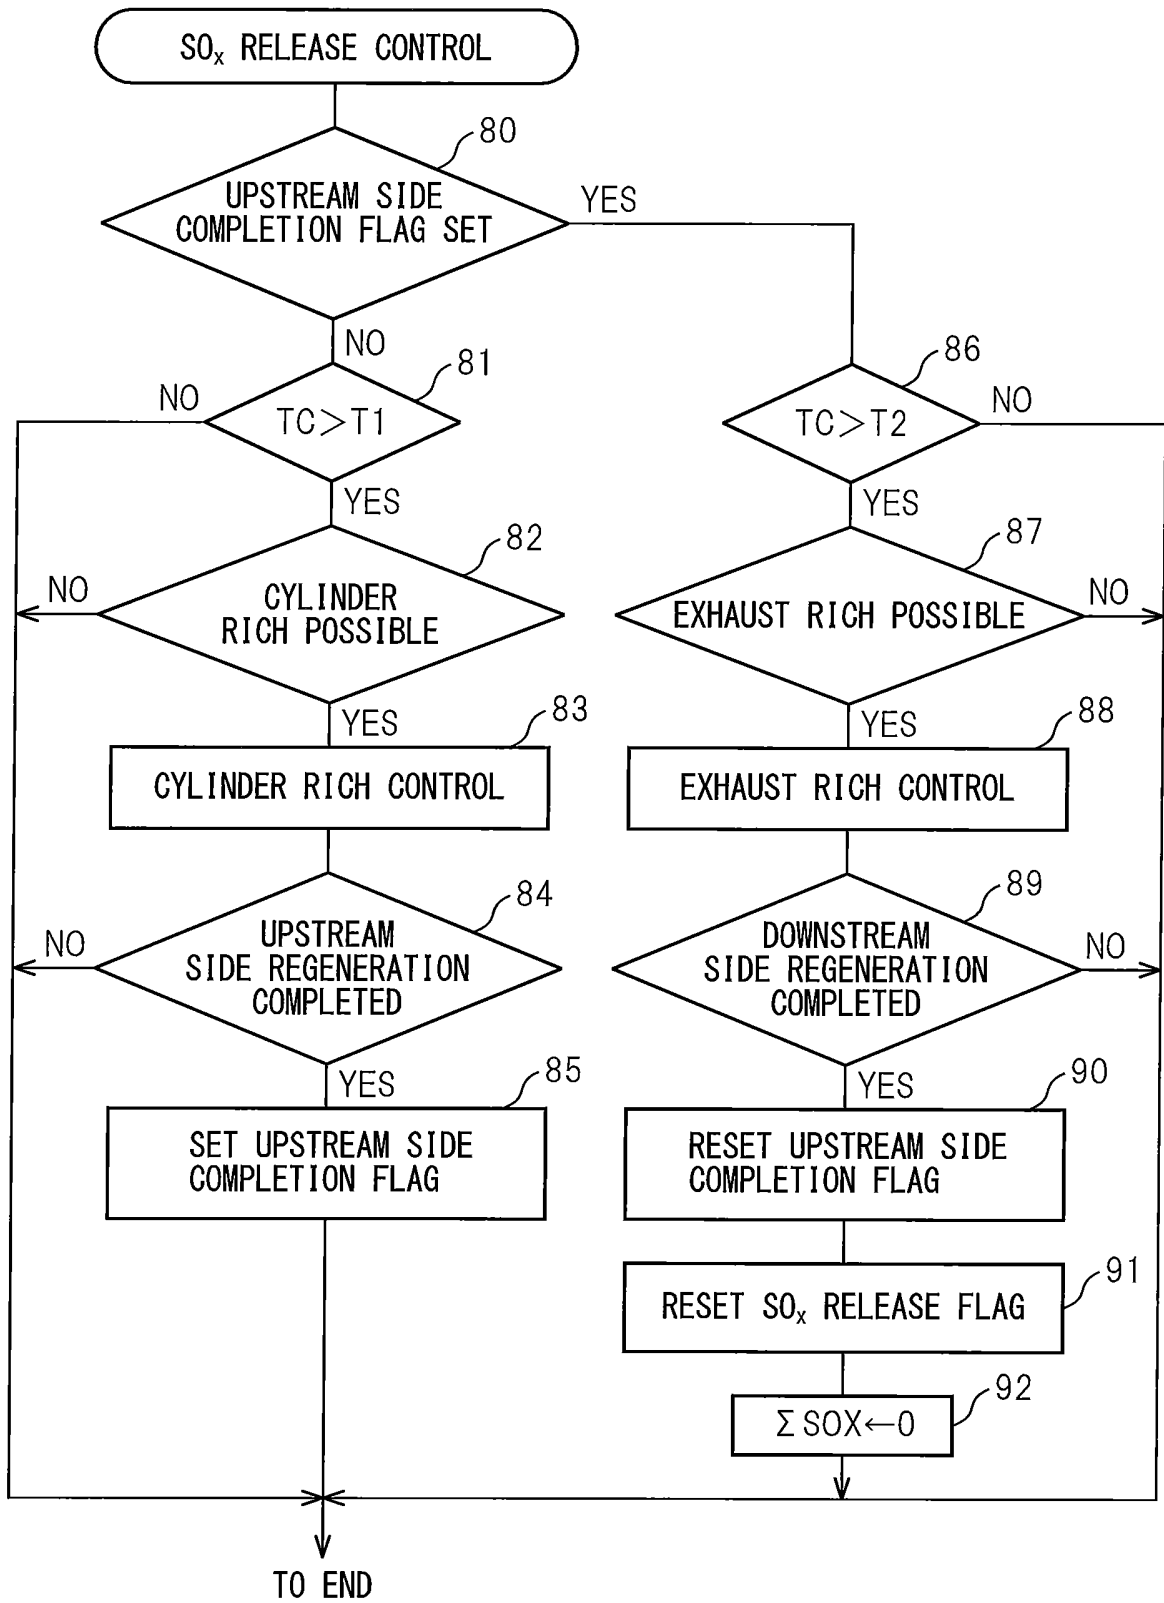 SOx RELEASE CONTROL
80
UPSTREAM SIDE
COMPLETION FLAG SET
YES
NO
81
NO
TC>T1
YES
82
NO
CYLINDER
RICH POSSIBLE
YES
83
CYLINDER RICH CONTROL
84
NO
UPSTREAM
SIDE REGENERATION
COMPLETED
YES
85
SET UPSTREAM SIDE
COMPLETION FLAG
86
TC>T2
NO
YES
87
EXHAUST RICH POSSIBLE
NO
YES
88
EXHAUST RICH CONTROL
89
DOWNSTREAM
SIDE REGENERATION
COMPLETED
NO
YES
90
RESET UPSTREAM SIDE
COMPLETION FLAG
91
RESET SOx RELEASE FLAG
92
Σ SOX←0
TO END